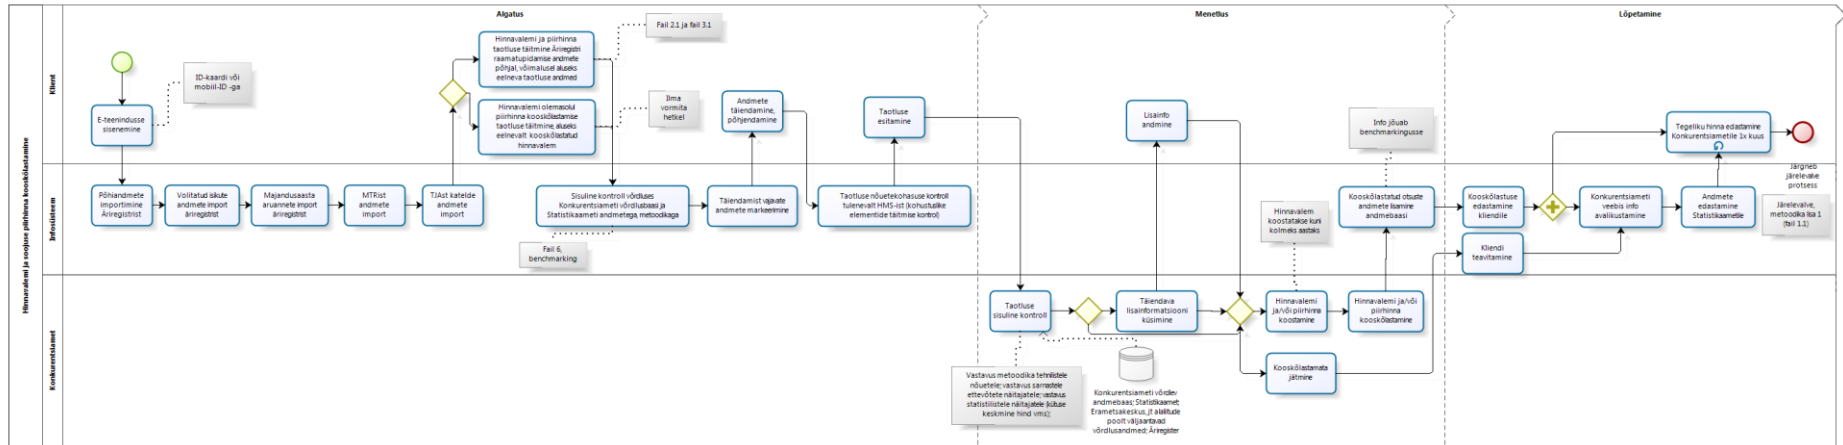 Hinnavalemi ja soojuse piirhinna kooskõlastamine
Algatus
Menetlus
Lõpetamine
Klient
Infosüsteem
Konkurentsiamet
E-teenindusse
sisenemine
ID-kaardi või
mobiil-ID -ga
Hinnavalemi ja piirhinna
taotluse täitmine Äriregistri
raamatupidamise andmete
põhjal, võimalusel aluseks
eelneva taotluse andmed
Fail 2.1 ja fail 3.1
Hinnavalemi olemasolul
piirhinna kooskõlastamise
taotluse täitmine, aluseks
eelnevalt kooskõlastatud
hinnavalem
Ilma
vormita
hetkel
Andmete
täiendamine,
põhjendamine
Taotluse
esitamine
Lisainfo
andmine
Info jõuab
benchmarkingusse
Tegeliku hinna edastamine
Konkurentsiametile 1x kuus
Järgneb
järelevalve
protsess
Põhiandmete
importimine
Äriregistrist
Volitatud isikute
andmete import
äriregistrist
Majandusaasta
aruannete import
äriregistrist
MTRist
andmete
import
TJAst katelde
andmete
import
Sisuline kontroll võrdluses
Konkurentsiameti võrdlusbaasi ja
Statistikaameti andmetega, metoodikaga
Fail 6,
benchmarking
Täiendamist vajavate
andmete markeerimine
Taotluse nõuetekohasuse kontroll
tulenevalt HMS-ist (kohustuslike
elementide täitmise kontroll)
Hinnavalem
koostatakse kuni
kolmeks aastaks
Kooskõlastatud otsuste
andmete lisamine
andmebaasi
Kooskõlastuse
edastamine
kliendile
Kliendi
teavitamine
Konkurentsiameti
veebis info
avalikustamine
Andmete
edastamine
Statistikaametile
Järelevalve,
metoodika lisa 1
(fail 1.1)
Taotluse
sisuline kontroll
Täiendava
lisainformatsiooni
küsimine
Hinnavalemi
ja/või piirhinna
koostamine
Hinnavalemi ja/või
piirhinna
kooskõlastamine
Kooskõlastamata
jätmine
Vastavus metoodika tehnilistele
nõuetele; vastavus sarnastele
ettevõtete näitajatele; vastavus
statistilistele näitajatele (kütuse
keskmine hind vms);
Konkurentsiameti võrdlev
andmebaas; Statistikaamet;
Erametsakeskus, jt alaliitude
poolt väljaantavad
võrdlusandmed; Äriregister